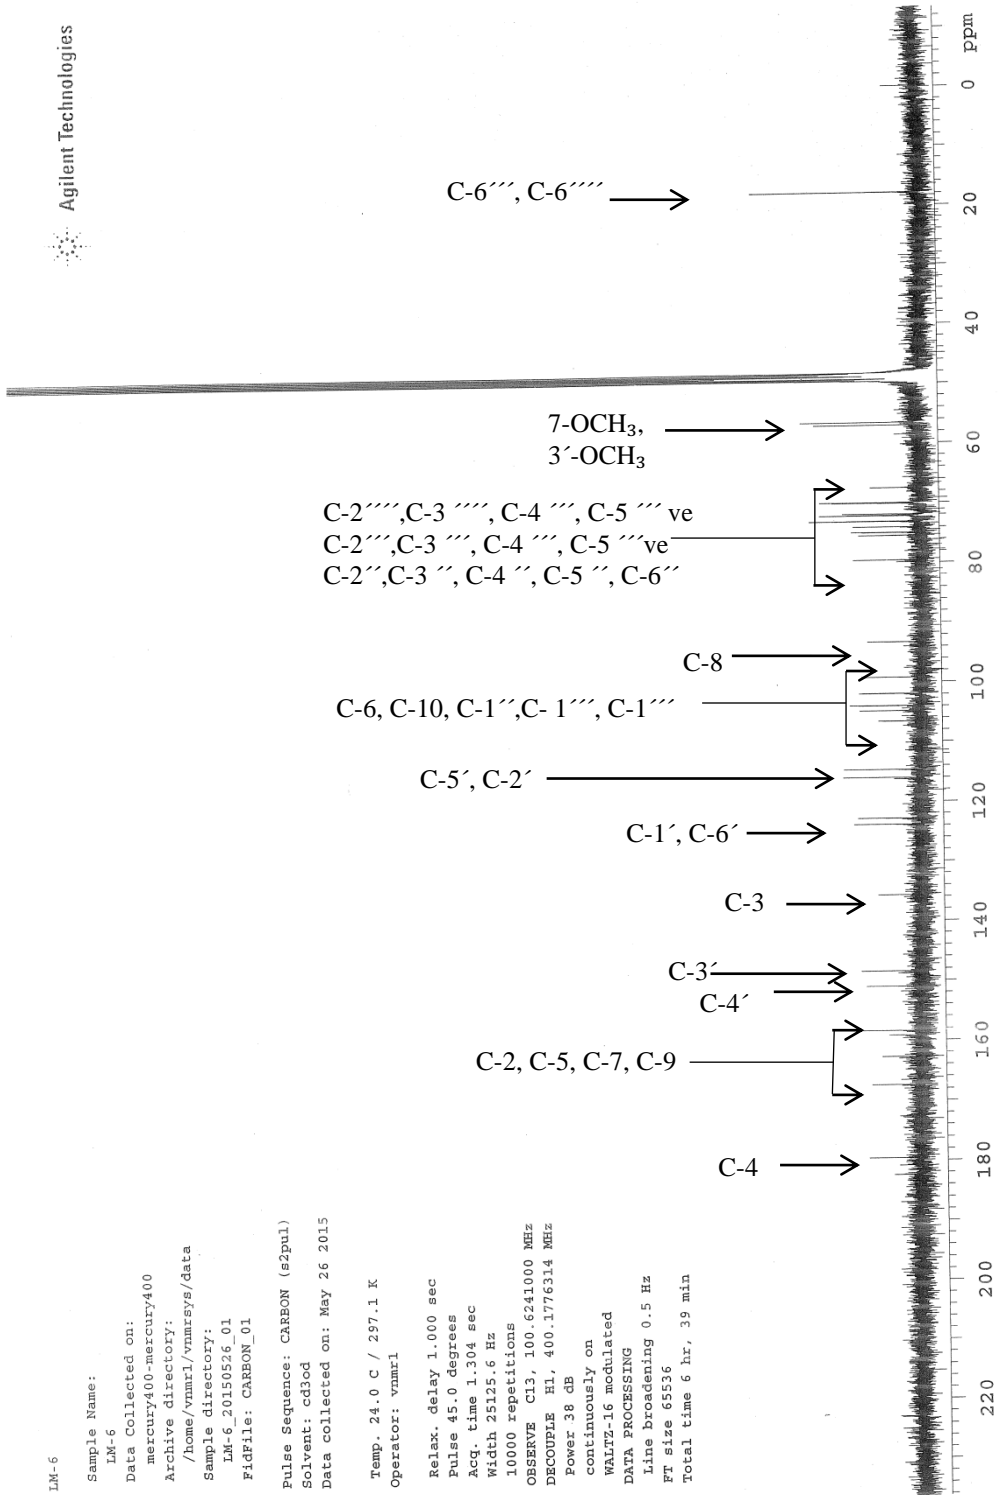 Agilent Technologies
LM-6
Sample Name:
LM-6
Data Collected on:
mercury400-mercury400
Archive directory:
/home/vnmr1/vnmrsys/data
Sample directory:
LM-6_20150526_01
FidFile: CARBON_01
Pulse Sequence: CARBON (s2pul)
Solvent: cd3od
Data collected on: May 26 2015
Temp. 24.0 C / 297.1 K
Operator: vnmr1
Relax. delay 1.000 sec
Pulse 45.0 degrees
Acq. time 1.304 sec
Width 25125.6 Hz
10000 repetitions
OBSERVE C13, 100.6241000 MHz
DECOUPLE H1, 400.1776314 MHz
Power 38 dB
continuously on
WALTZ-16 modulated
DATA PROCESSING
Line broadening 0.5 Hz
FT size 65536
Total time 6 hr, 39 min
C-6´´´, C-6´´´´
7-OCH₃,
3´-OCH₃
C-2´´´´,C-3 ´´´´, C-4 ´´´, C-5 ´´´ ve
C-2´´´,C-3 ´´´, C-4 ´´´, C-5 ´´´ve
C-2´´,C-3 ´´, C-4 ´´, C-5 ´´, C-6´´
C-8
C-6, C-10, C-1´´,C- 1´´´, C-1´´´
C-5´, C-2´
C-1´, C-6´
C-3
C-3´
C-4´
C-2, C-5, C-7, C-9
C-4
220 200 180 160 140 120 100 80 60 40 20 0 ppm